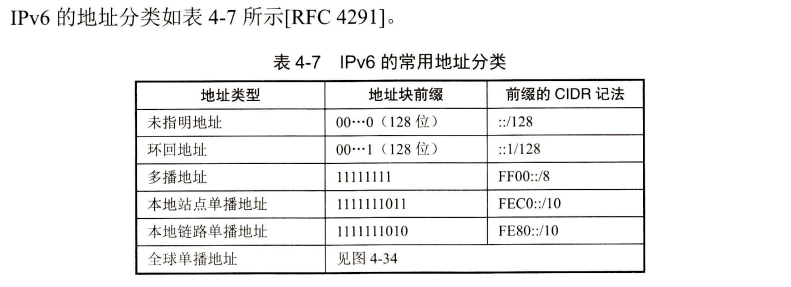 IPv6 的地址分类如表 4-7 所示[RFC 4291]。
表 4-7 IPv6 的常用地址分类
地址类型 地址块前缀 前缀的 CIDR 记法
未指明地址 00…0（128 位） ::/128
环回地址 00…1（128 位） ::1/128
多播地址 11111111 FF00::/8
本地站点单播地址 1111111011 FEC0::/10
本地链路单播地址 1111111010 FE80::/10
全球单播地址 见图 4-34